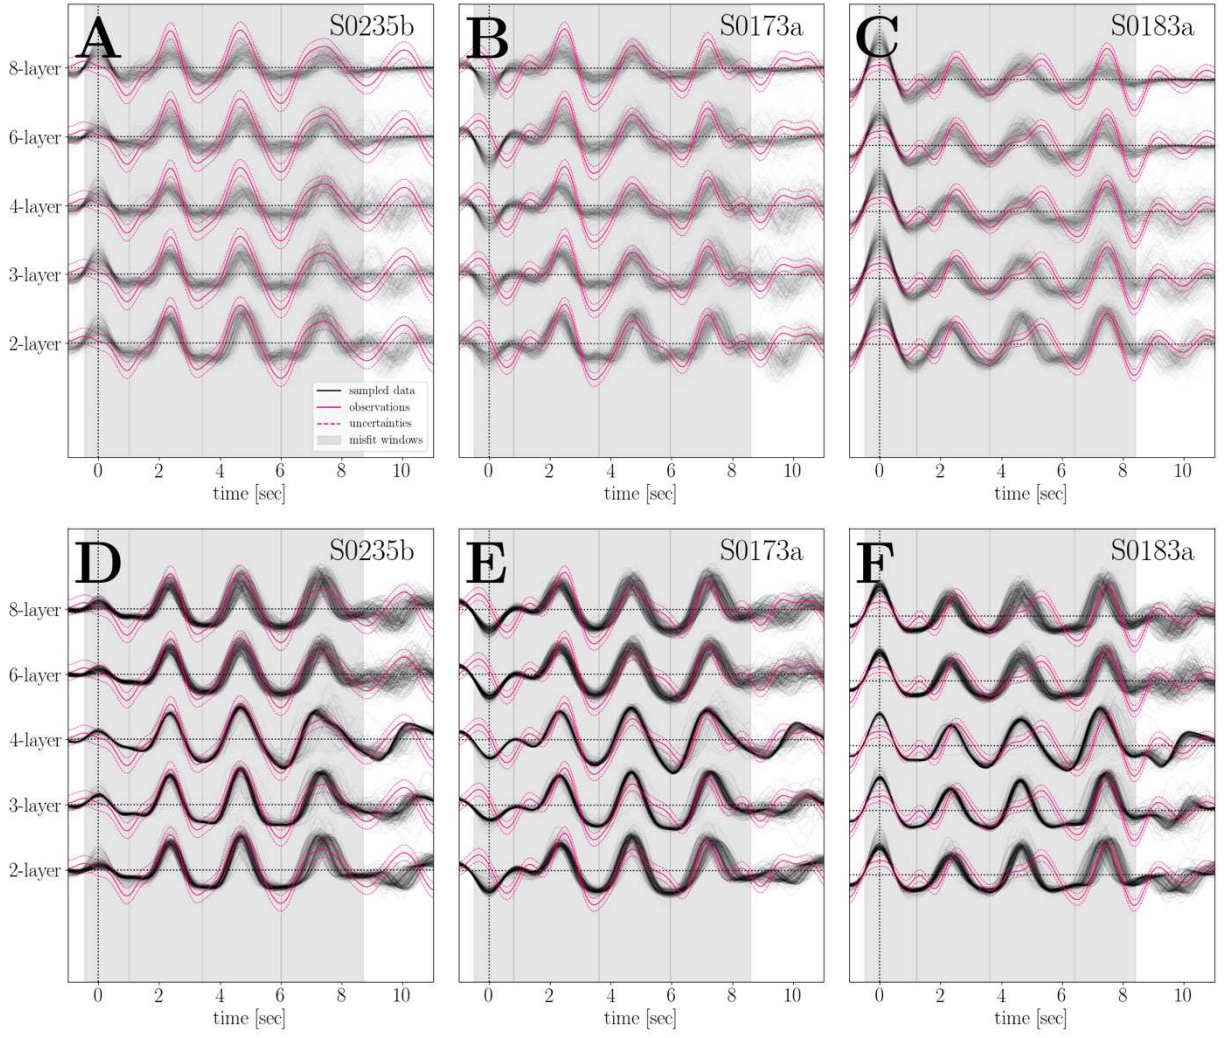 A S0235b
8-layer
6-layer
4-layer
3-layer
2-layer
sampled data
observations
uncertainties
misfit windows
0 2 4 6 8 10
time [sec]
B S0173a
0 2 4 6 8 10
time [sec]
C S0183a
0 2 4 6 8 10
time [sec]
D S0235b
8-layer
6-layer
4-layer
3-layer
2-layer
0 2 4 6 8 10
time [sec]
E S0173a
0 2 4 6 8 10
time [sec]
F S0183a
0 2 4 6 8 10
time [sec]